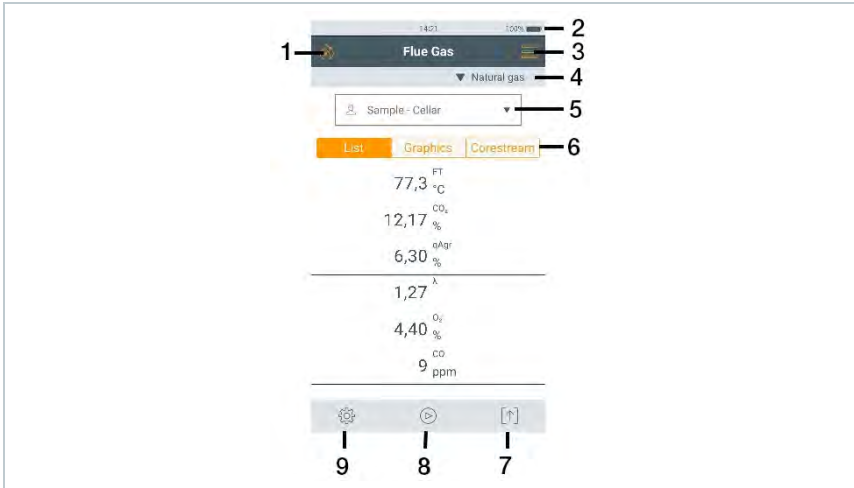 14:21 100% 2
1 Flue Gas 3
▼ Natural gas 4
Sample - Cellar ▼ 5
List Graphics Corestream 6
FT
77,3 °C
CO₂
12,17 %
qAgr
6,30 %
λ
1,27
O₂
4,40 %
CO
9 ppm
9 8 7